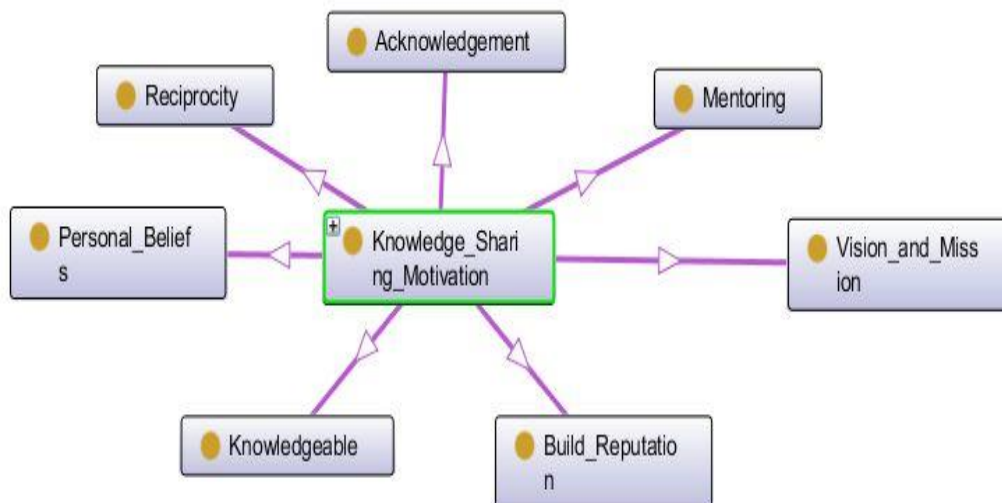 Acknowledgement
Reciprocity
Mentoring
Personal_Belief
s
Knowledge_Shari
ng_Motivation
Vision_and_Miss
ion
Knowledgeable
Build_Reputatio
n